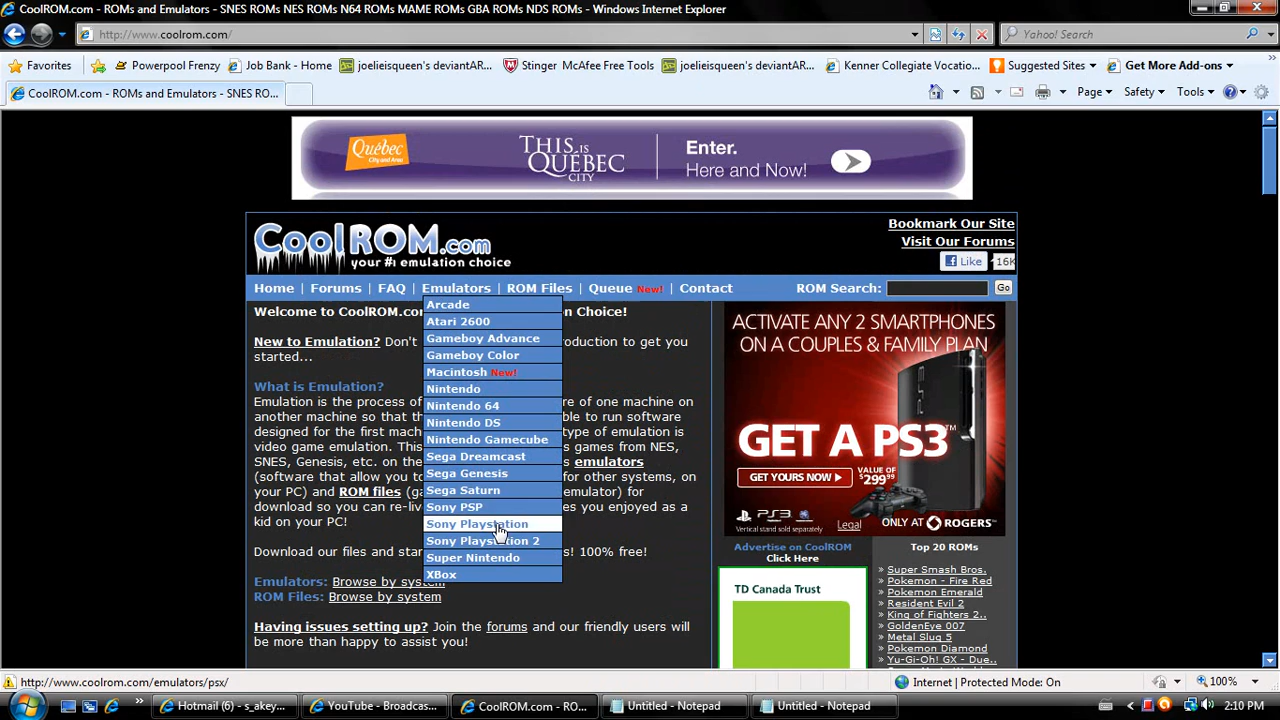 CoolROM.com - ROMs and Emulators - SNES ROMs NES ROMs N64 ROMs MAME ROMs GBA ROMs NDS ROMs - Windows Internet Explorer
http://www.coolrom.com/
Yahoo! Search
Favorites
Powerpool Frenzy
Job Bank - Home
joelieisqueen's deviantAR...
Stinger McAfee Free Tools
joelieisqueen's deviantAR...
Kenner Collegiate Vocatio...
Suggested Sites
Get More Add-ons
CoolROM.com - ROMs and Emulators - SNES RO...
Page
Safety
Tools
Québec
City and Area
THIS IS
QUÉBEC
CITY
Enter.
Here and Now!
CoolROM.com
your #1 emulation choice
Bookmark Our Site
Visit Our Forums
Like
16K
Home | Forums | FAQ | Emulators | ROM Files | Queue New! | Contact
ROM Search:
Go
Arcade
Atari 2600
Gameboy Advance
Gameboy Color
Macintosh New!
Nintendo
Nintendo 64
Nintendo DS
Nintendo Gamecube
Sega Dreamcast
Sega Genesis
Sega Saturn
Sony PSP
Sony Playstation
Sony Playstation 2
Super Nintendo
XBox
Welcome to CoolROM.com on Choice!
New to Emulation? Don't roduction to get you
started...
What is Emulation?
Emulation is the process of e of one machine on
another machine so that th ble to run software
designed for the first mach type of emulation is
video game emulation. This s games from NES,
SNES, Genesis, etc. on the s emulators
(software that allow you to for other systems, on
your PC) and ROM files (ga emulator) for
download so you can re-liv es you enjoyed as a
kid on your PC!
Download our files and star s! 100% free!
Emulators: Browse by system
ROM Files: Browse by system
Having issues setting up? Join the forums and our friendly users will
be more than happy to assist you!
ACTIVATE ANY 2 SMARTPHONES
ON A COUPLES & FAMILY PLAN
GET A PS3™
GET YOURS NOW
VALUE OF
$299.99
PS3
Vertical stand sold separately
Legal
ONLY AT ROGERS
Advertise on CoolROM
Click Here
TD Canada Trust
Top 20 ROMs
» Super Smash Bros.
» Pokemon - Fire Red
» Pokemon Emerald
» Resident Evil 2
» King of Fighters 2..
» GoldenEye 007
» Metal Slug 5
» Pokemon Diamond
» Yu-Gi-Oh! GX - Due..
http://www.coolrom.com/emulators/psx/
Internet | Protected Mode: On
100%
Hotmail (6) - s_akey...
YouTube - Broadcas...
CoolROM.com - RO...
Untitled - Notepad
Untitled - Notepad
2:10 PM